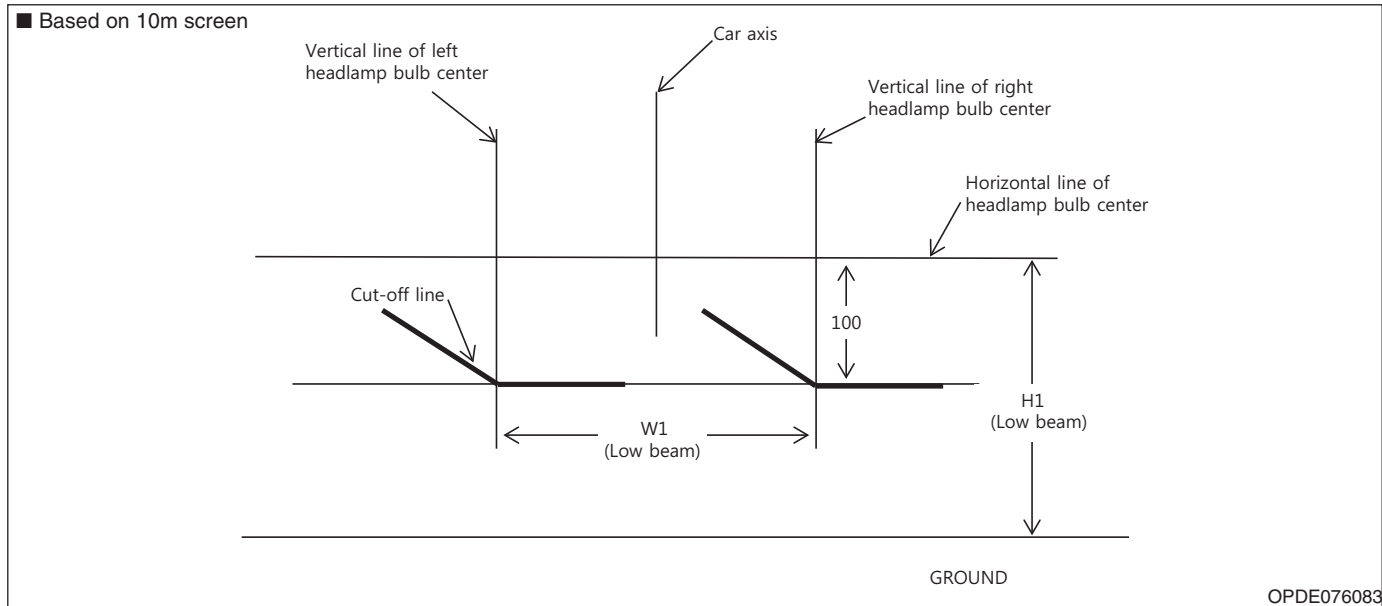 ■ Based on 10m screen
Car axis
Vertical line of left
headlamp bulb center
Vertical line of right
headlamp bulb center
Horizontal line of
headlamp bulb center
Cut-off line
100
H1
(Low beam)
W1
(Low beam)
GROUND
OPDE076083